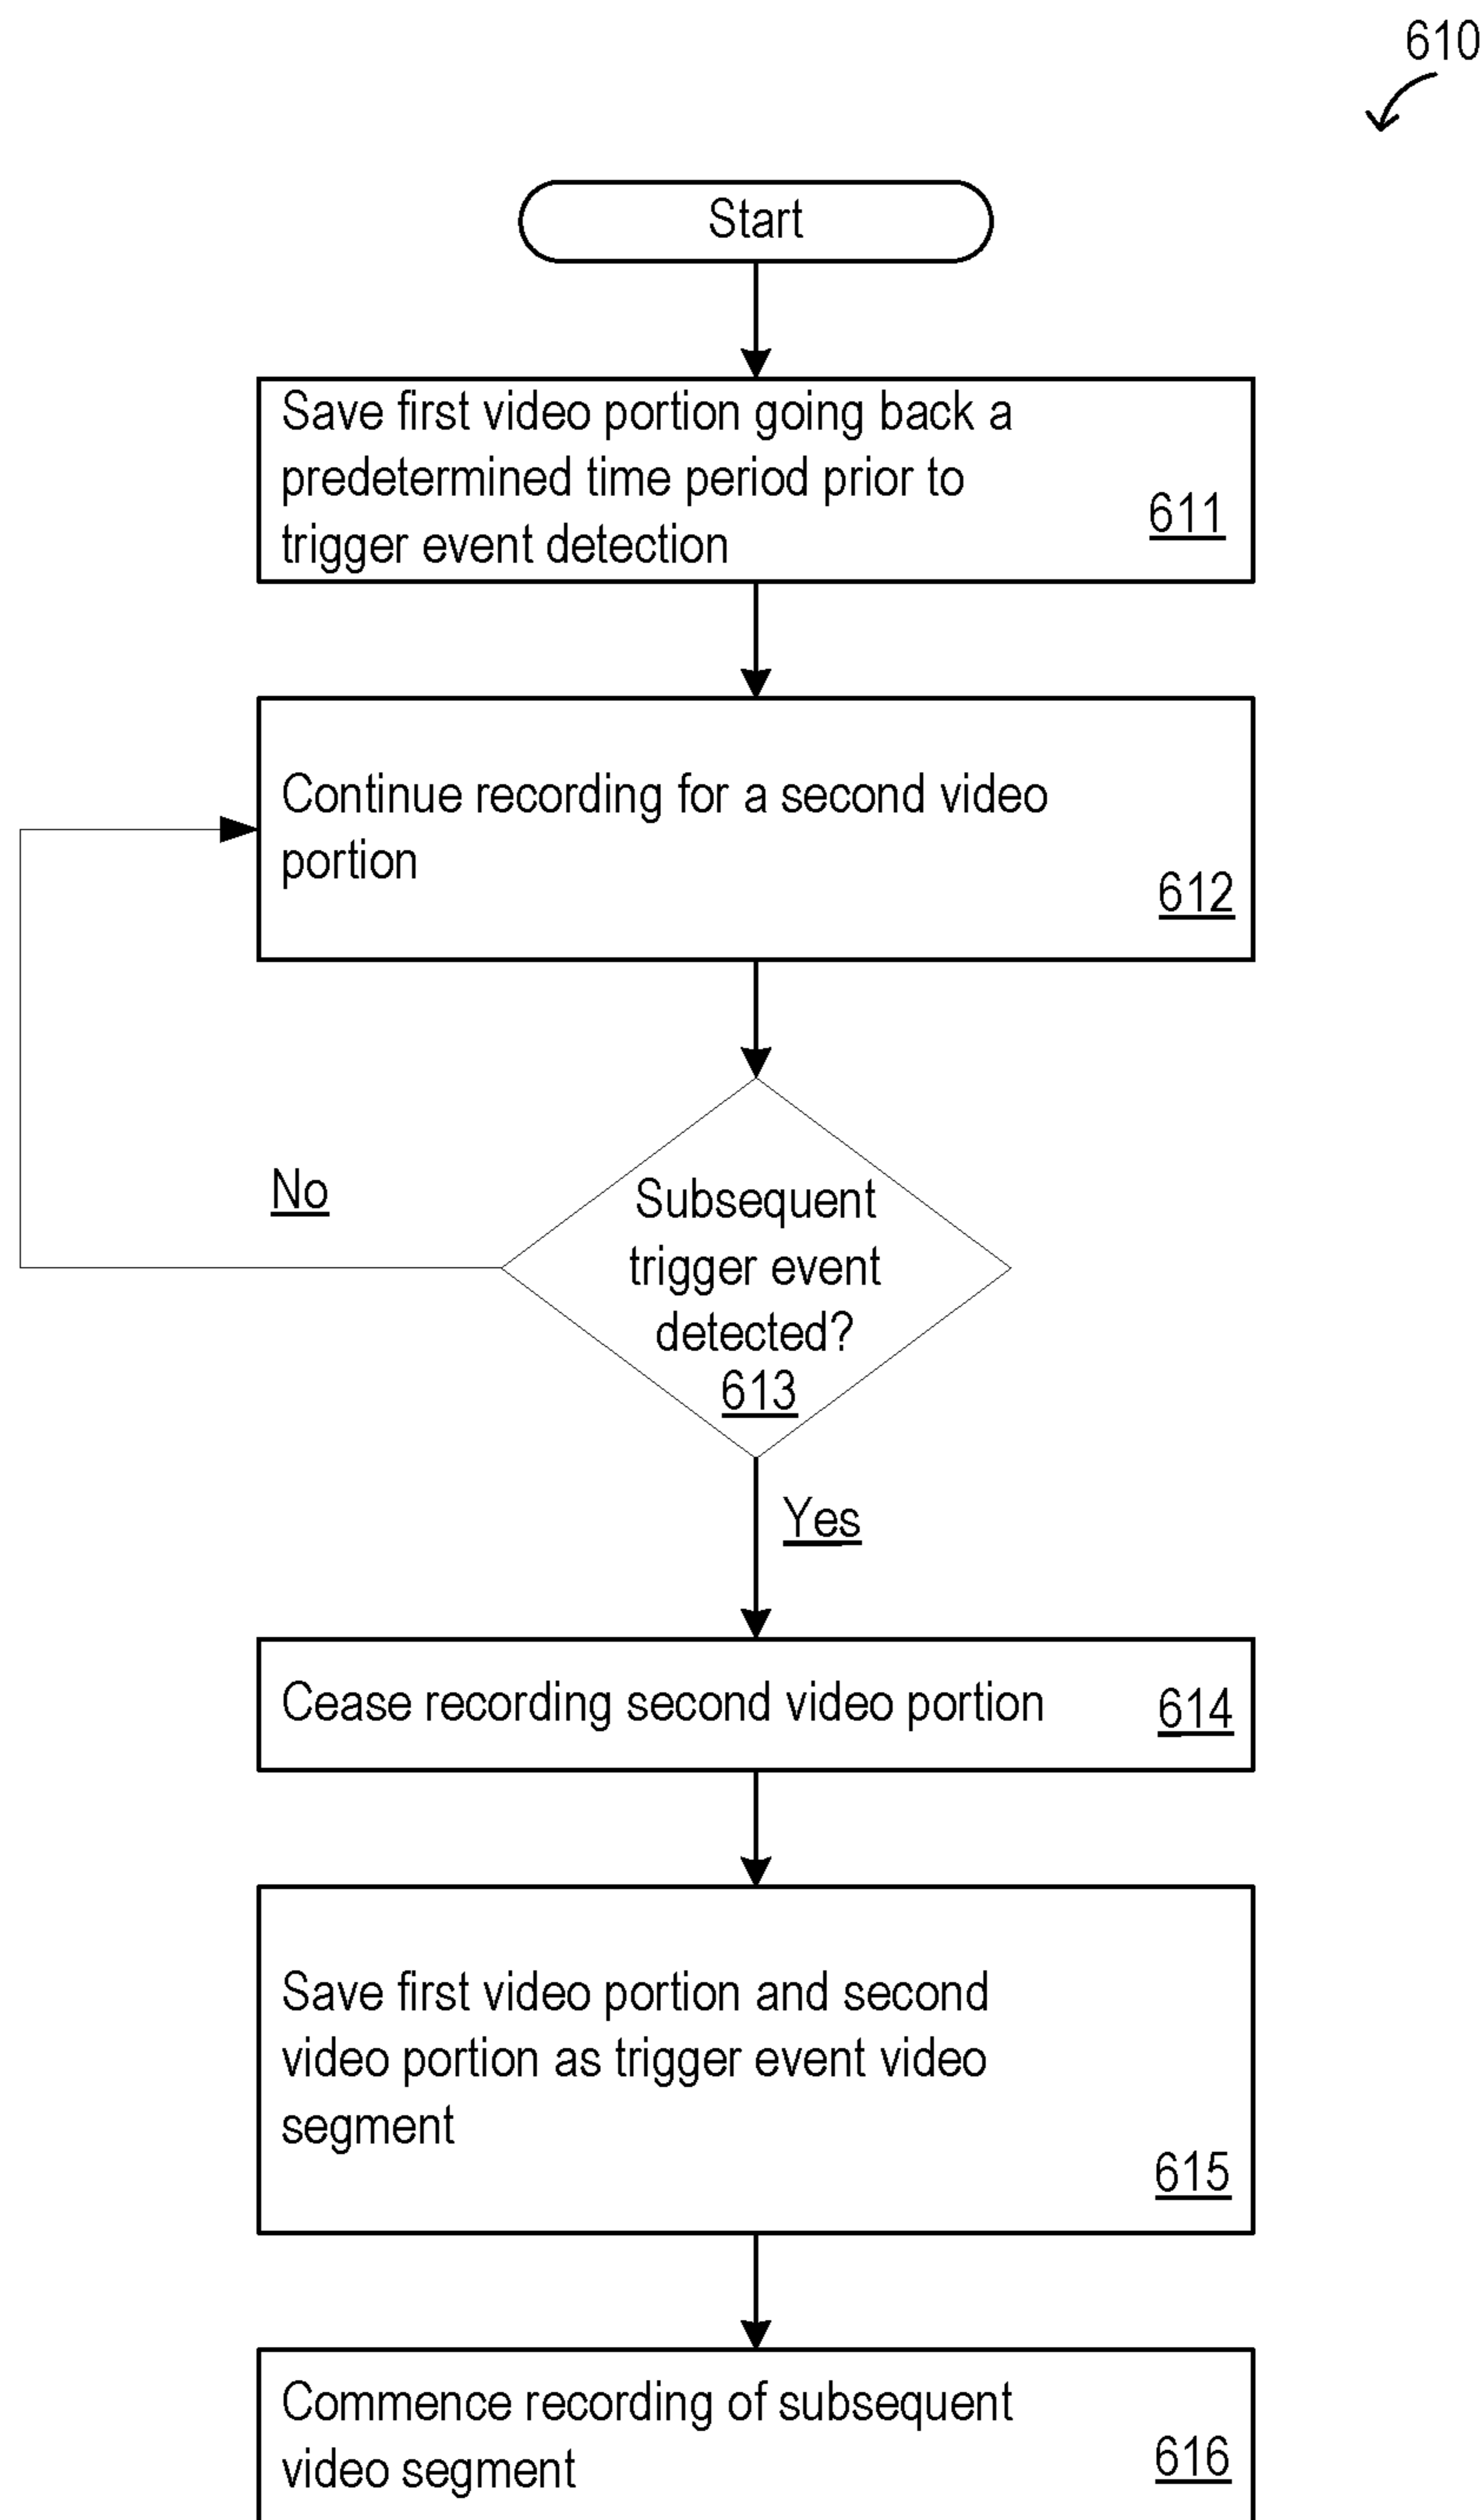 610
Start
Save first video portion going back a
predetermined time period prior to
trigger event detection
611
Continue recording for a second video
portion
612
No
Subsequent
trigger event
detected?
613
Yes
Cease recording second video portion
614
Save first video portion and second
video portion as trigger event video
segment
615
Commence recording of subsequent
video segment
616